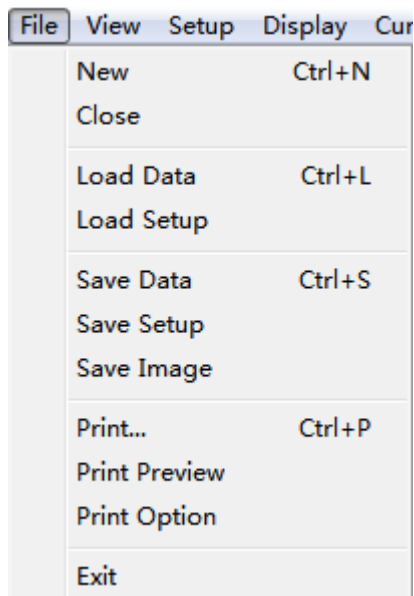 File View Setup Display Cur
New Ctrl+N
Close
Load Data Ctrl+L
Load Setup
Save Data Ctrl+S
Save Setup
Save Image
Print... Ctrl+P
Print Preview
Print Option
Exit